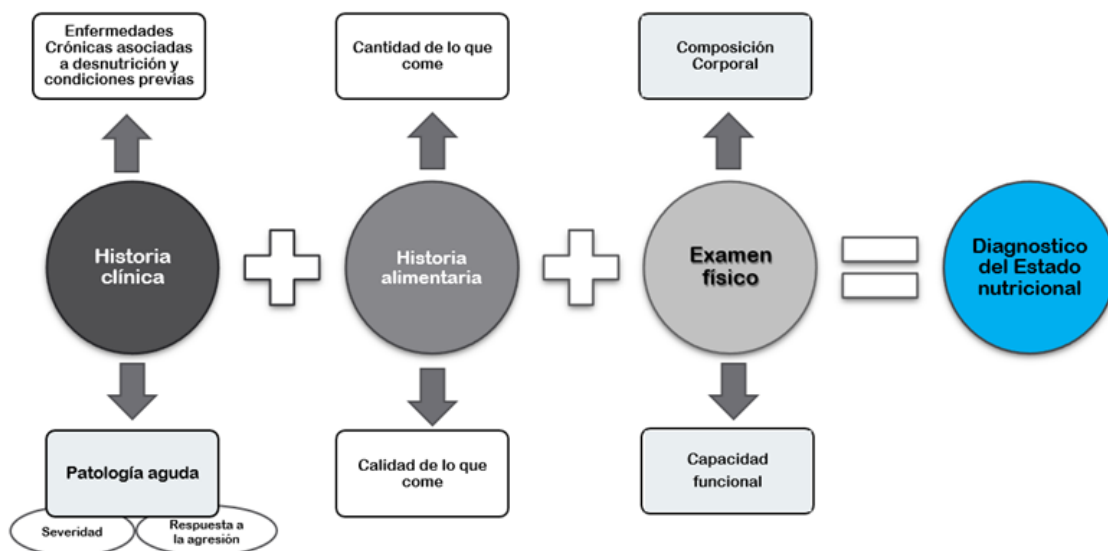 Enfermedades
Crónicas asociadas
a desnutrición y
condiciones previas
Cantidad de lo que
come
Composición
Corporal
Historia
clínica
Historia
alimentaria
Examen
físico
Diagnostico
del Estado
nutricional
Patología aguda
Severidad
Respuesta a
la agresión
Calidad de lo que
come
Capacidad
funcional